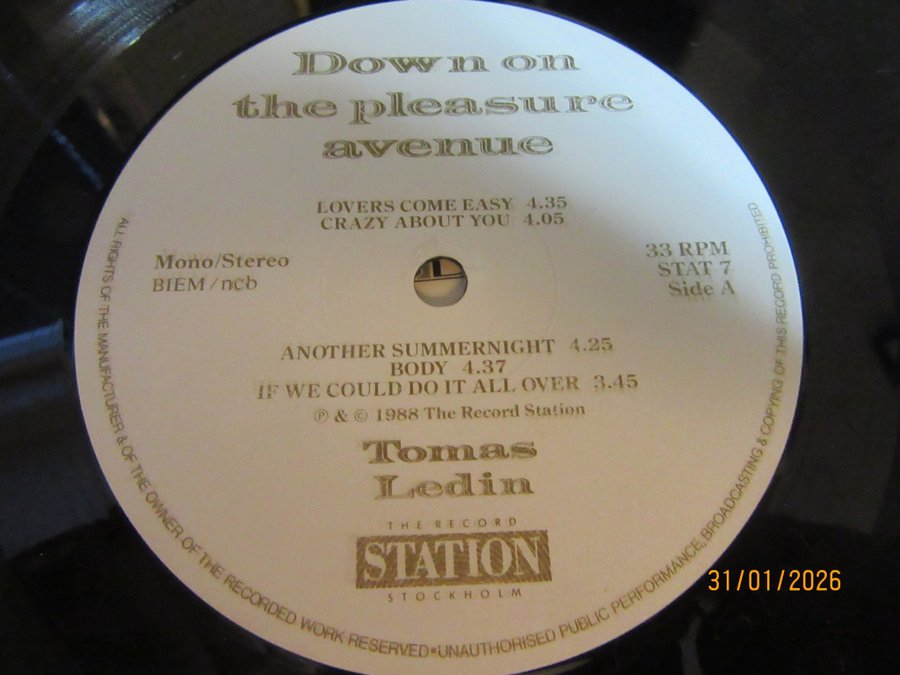 Down on
the pleasure
avenue
LOVERS COME EASY 4.35
CRAZY ABOUT YOU 4.05
Mono/Stereo
BIEM/ncb
33 RPM
STAT 7
Side A
ANOTHER SUMMERNIGHT 4.25
BODY 4.37
IF WE COULD DO IT ALL OVER 3.45
℗ & © 1988 The Record Station
Tomas
Ledin
THE RECORD
STATION
STOCKHOLM
ALL RIGHTS OF THE MANUFACTURER & OF THE OWNER OF THE RECORDED WORK RESERVED•UNAUTHORISED PUBLIC PERFORMANCE, BROADCASTING & COPYING OF THIS RECORD PROHIBITED
31/01/2026